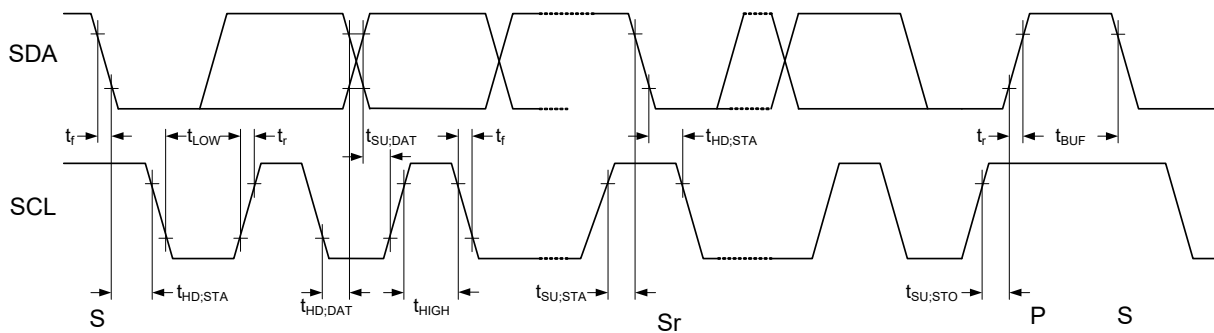 SDA
t_f t_LOW t_r t_SU;DAT t_f t_HD;STA t_r t_BUF
SCL
t_HD;STA t_HD;DAT t_HIGH t_SU;STA t_SU;STO
S Sr P S